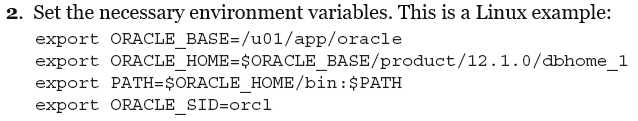 2. Set the necessary environment variables. This is a Linux example:
export ORACLE_BASE=/u01/app/oracle
export ORACLE_HOME=$ORACLE_BASE/product/12.1.0/dbhome_1
export PATH=$ORACLE_HOME/bin:$PATH
export ORACLE_SID=orcl